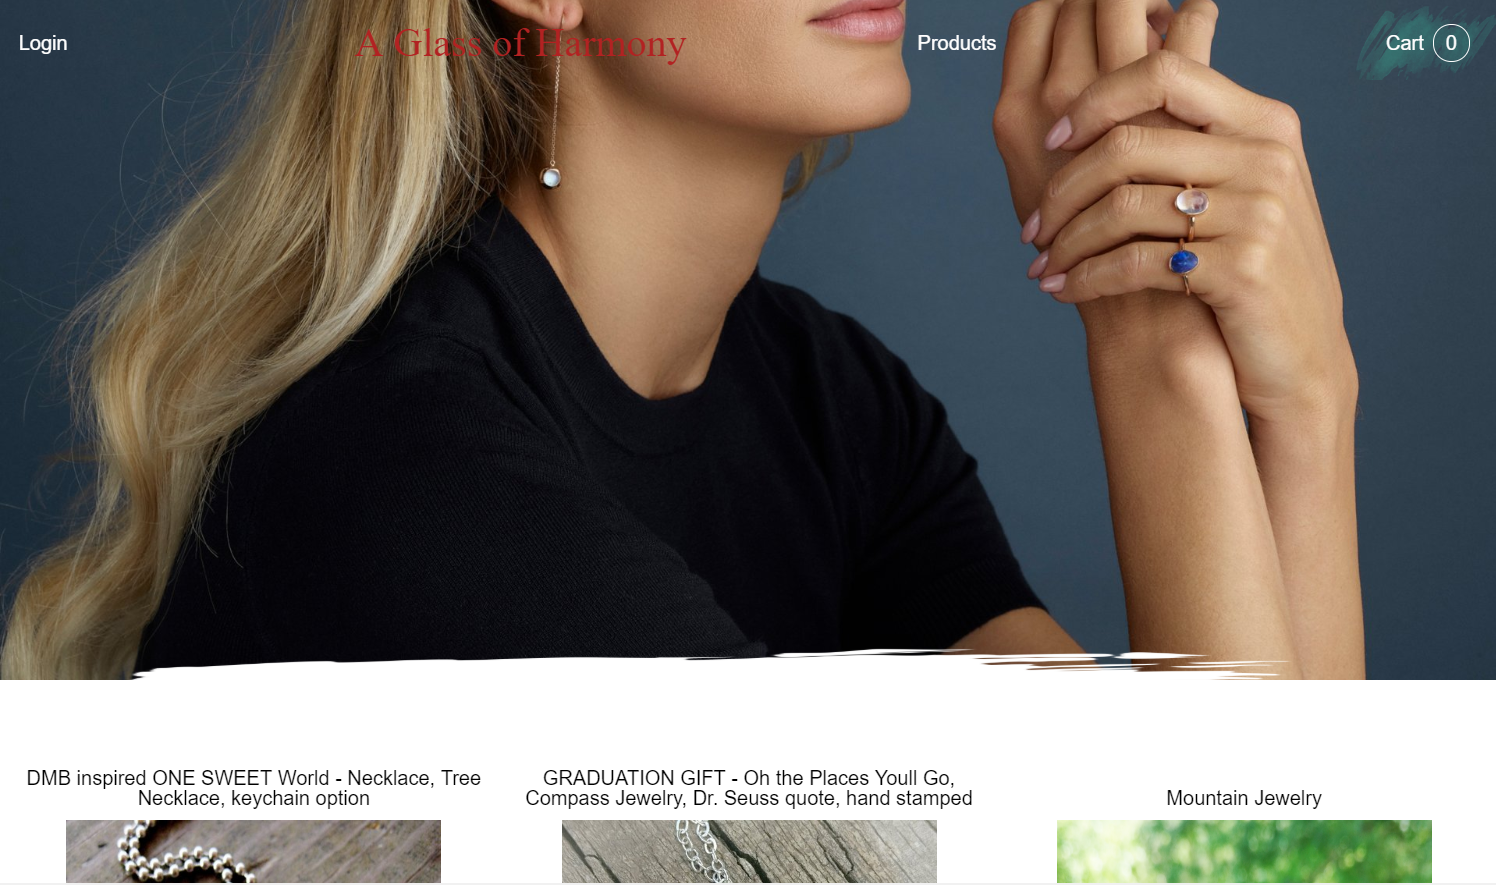 Login
A Glass of Harmony
Products
Cart 0
DMB inspired ONE SWEET World - Necklace, Tree
Necklace, keychain option
GRADUATION GIFT - Oh the Places Youll Go,
Compass Jewelry, Dr. Seuss quote, hand stamped
Mountain Jewelry